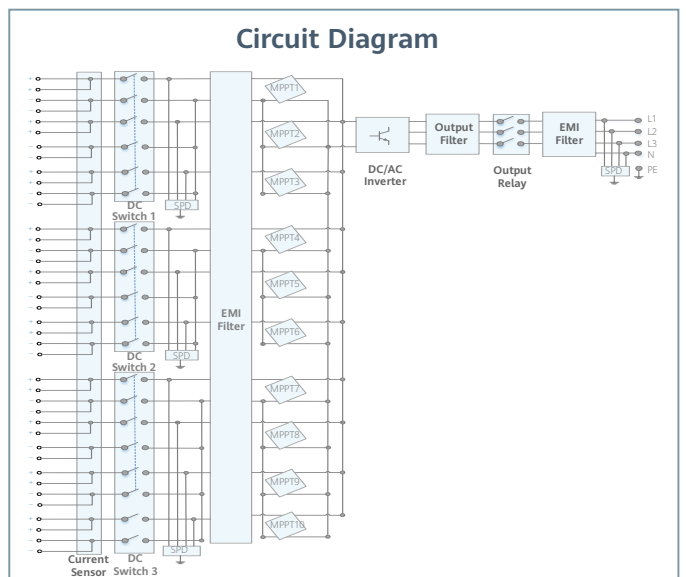 Circuit Diagram
MPPT1
MPPT2
MPPT3
SPD
DC
Switch 1
DC/AC
Inverter
Output
Filter
Output
Relay
EMI
Filter
L1
L2
L3
N
SPD
PE
MPPT4
MPPT5
MPPT6
EMI
Filter
SPD
DC
Switch 2
MPPT7
MPPT8
MPPT9
MPPT10
SPD
Current
Sensor
DC
Switch 3